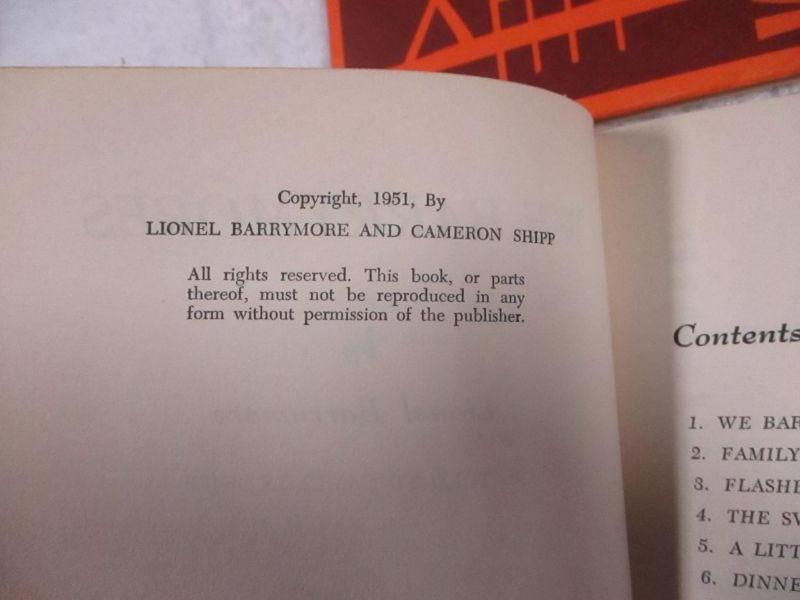 Copyright, 1951, By
LIONEL BARRYMORE AND CAMERON SHIPP
All rights reserved. This book, or parts
thereof, must not be reproduced in any
form without permission of the publisher.
Contents
1. WE BAR
2. FAMILY
3. FLASHE
4. THE SV
5. A LITT
6. DINNE